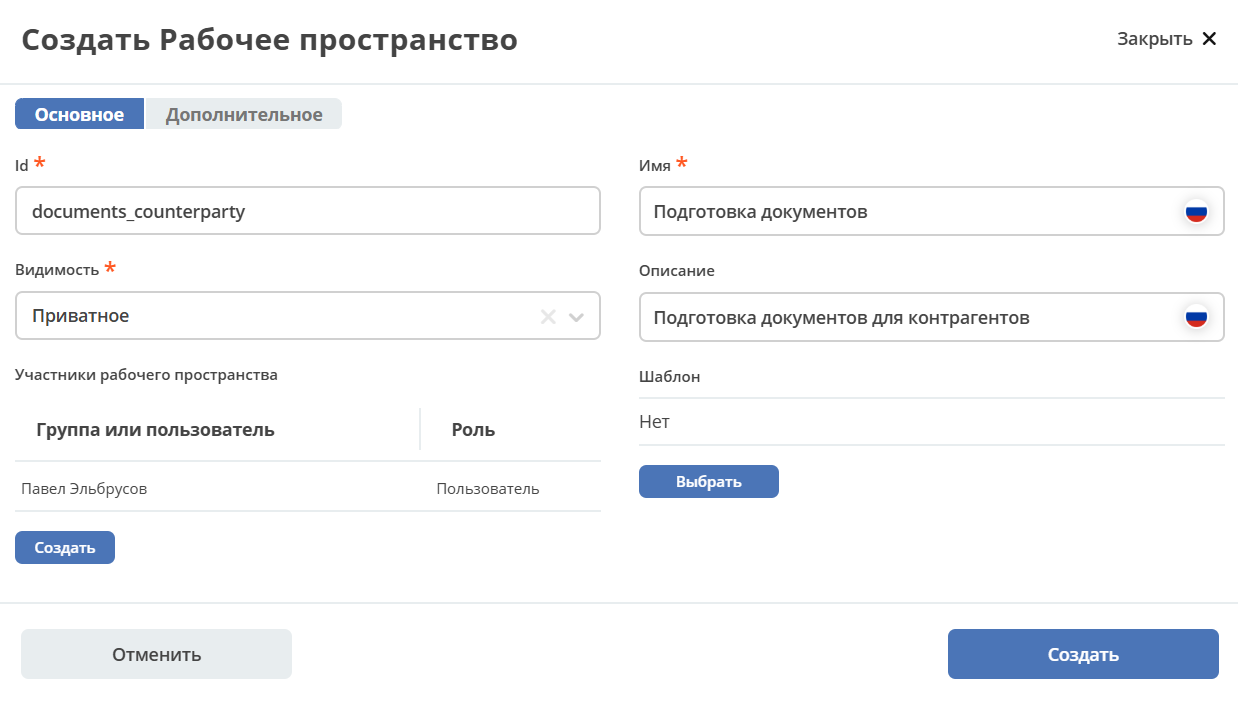 Создать Рабочее пространство
Закрыть
Основное
Дополнительное
Id *
documents_counterparty
Имя *
Подготовка документов
Видимость *
Приватное
Описание
Подготовка документов для контрагентов
Участники рабочего пространства
Группа или пользователь
Роль
Павел Эльбрусов
Пользователь
Создать
Шаблон
Нет
Выбрать
Отменить
Создать